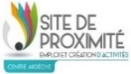 SITE DE
PROXIMITÉ
EMPLOI ET CRÉATION D'ACTIVITÉS
CENTRE ARDÈCHE